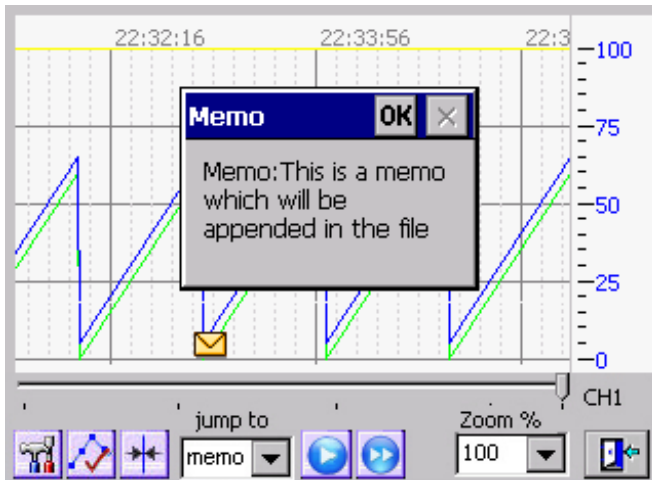 22:32:16 22:33:56 22:3
100
Memo OK
75
Memo:This is a memo
which will be
appended in the file
50
25
0
CH1
jump to Zoom %
memo 100